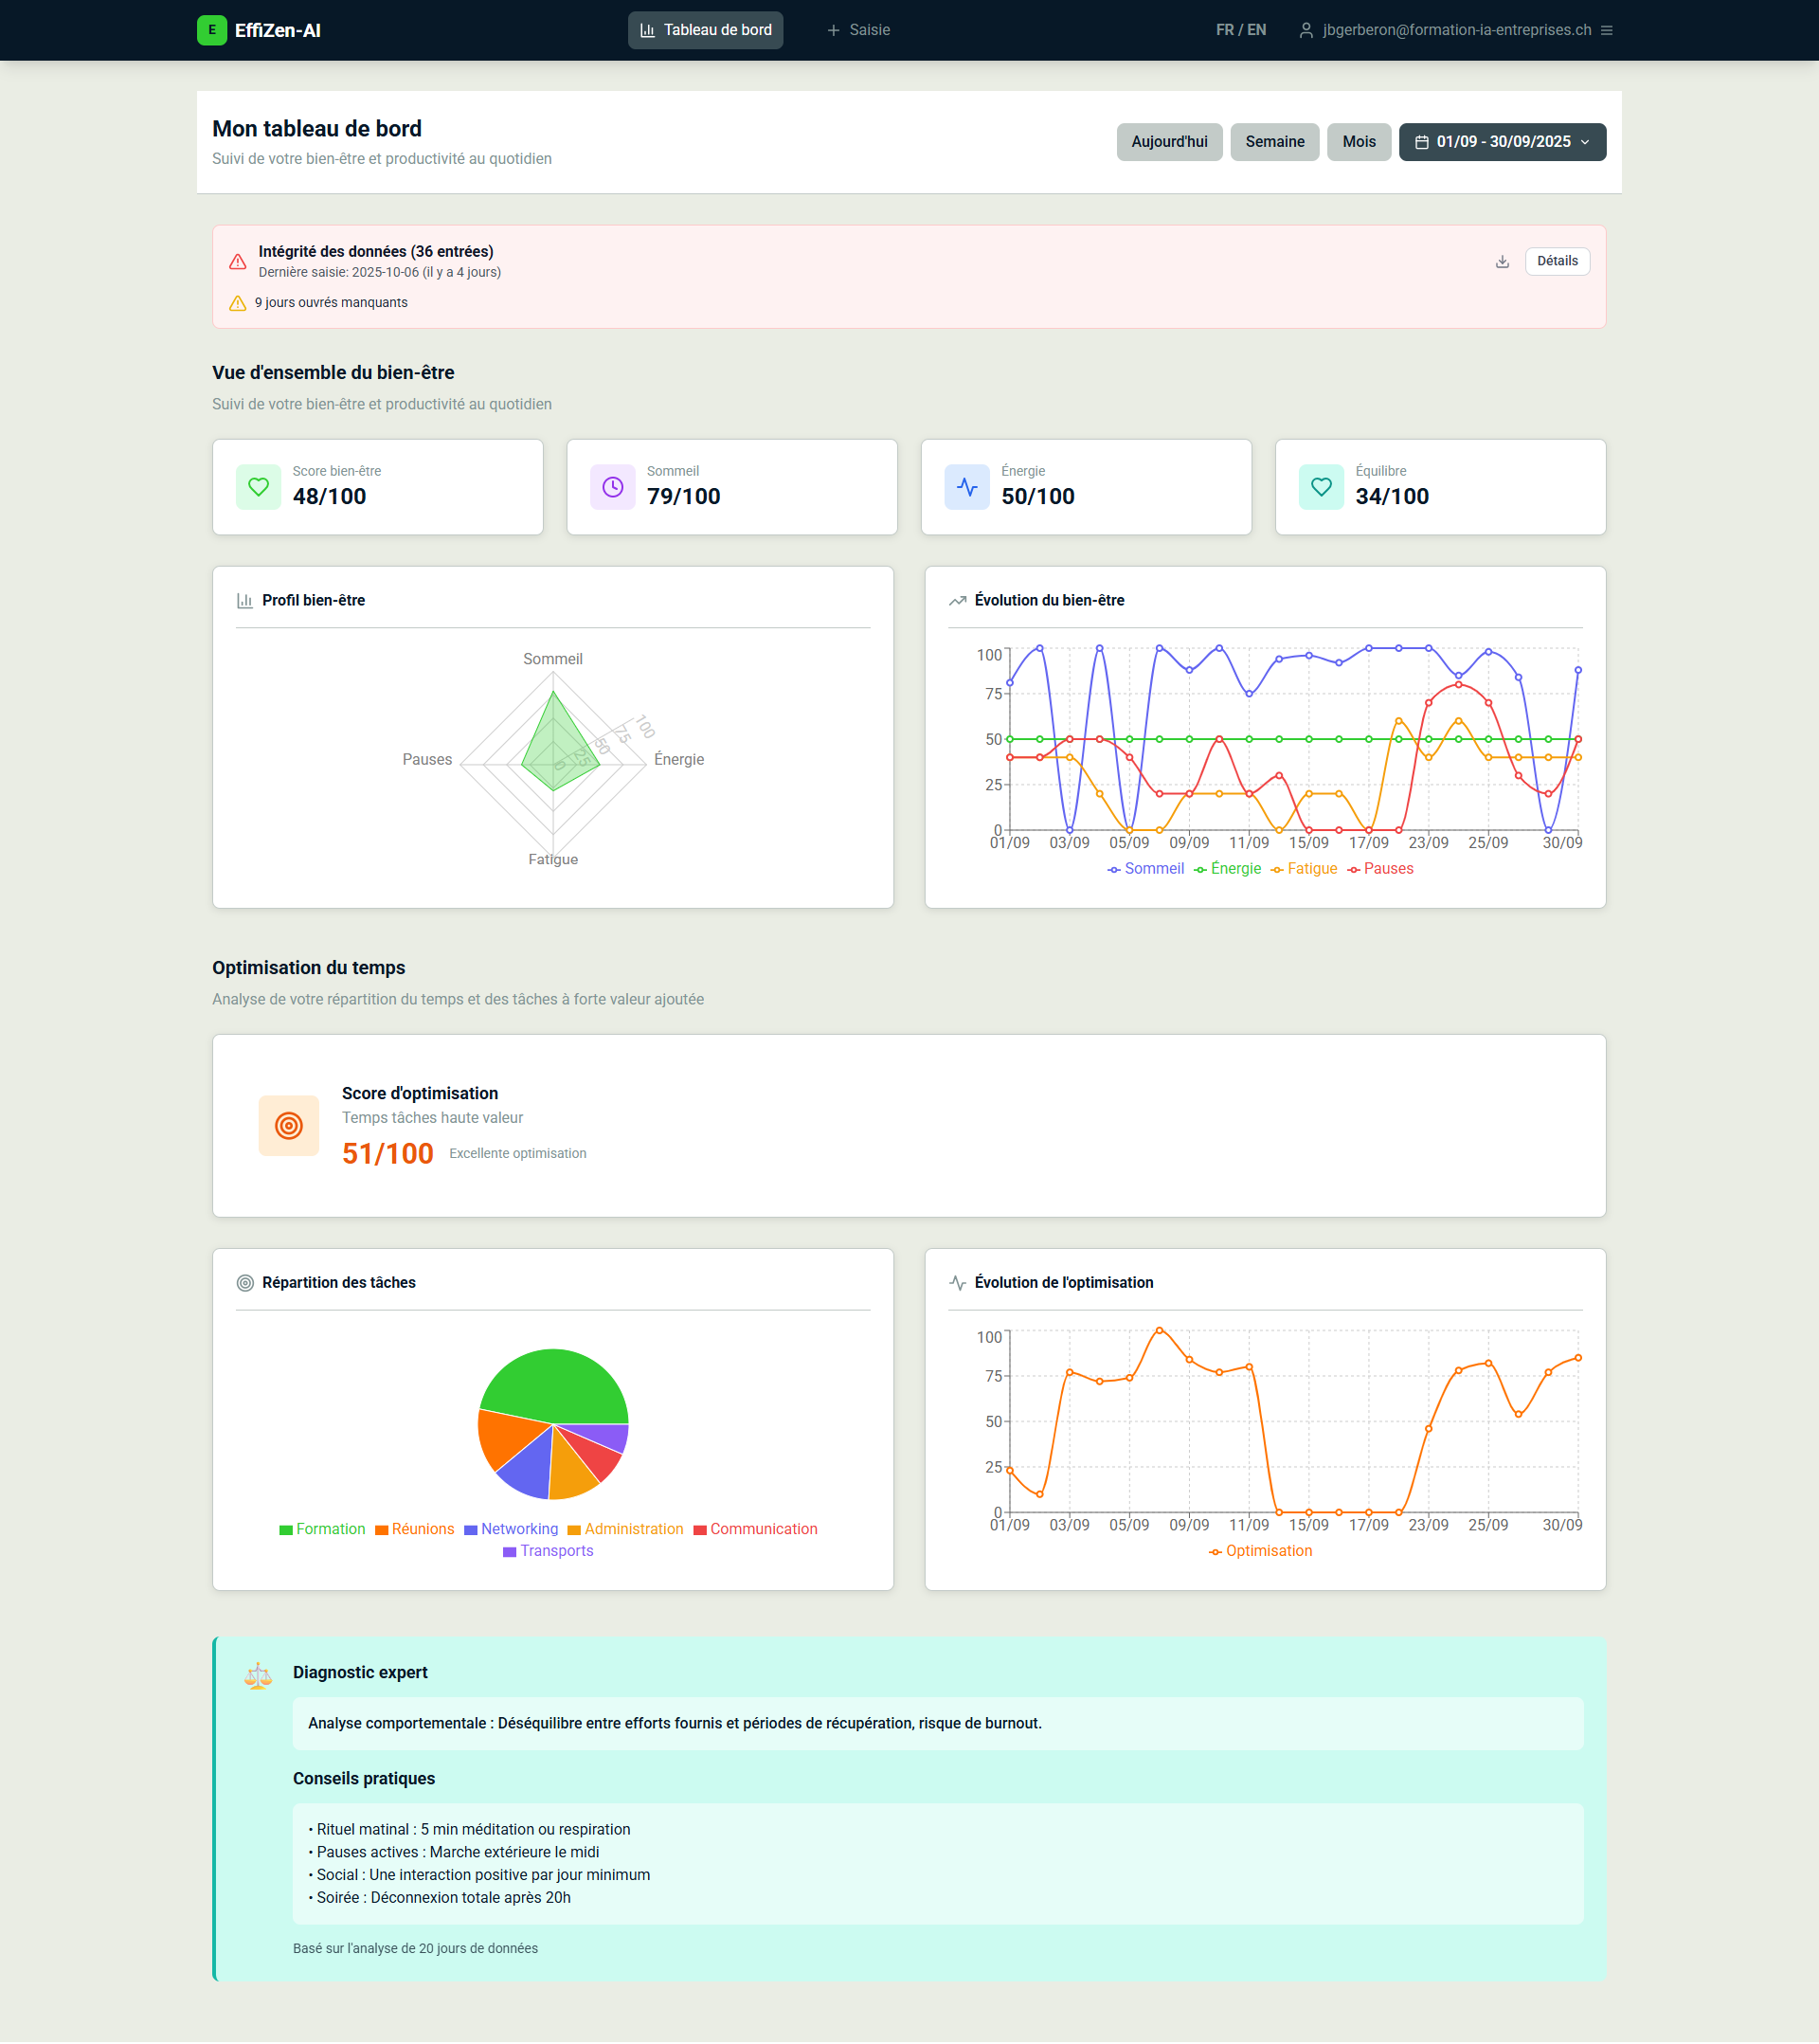 E EffiZen-AI
Tableau de bord
Saisie
FR / EN
jbgerberon@formation-ia-entreprises.ch
Mon tableau de bord
Suivi de votre bien-être et productivité au quotidien
Aujourd'hui
Semaine
Mois
01/09 - 30/09/2025
Intégrité des données (36 entrées)
Dernière saisie: 2025-10-06 (il y a 4 jours)
Détails
9 jours ouvrés manquants
Vue d'ensemble du bien-être
Suivi de votre bien-être et productivité au quotidien
Score bien-être
48/100
Sommeil
79/100
Énergie
50/100
Équilibre
34/100
Profil bien-être
Sommeil
Pauses
Énergie
Fatigue
0
25
50
75
100
Évolution du bien-être
100
75
50
25
0
01/09 03/09 05/09 09/09 11/09 15/09 17/09 23/09 25/09 30/09
Sommeil Énergie Fatigue Pauses
Optimisation du temps
Analyse de votre répartition du temps et des tâches à forte valeur ajoutée
Score d'optimisation
Temps tâches haute valeur
51/100 Excellente optimisation
Répartition des tâches
Formation Réunions Networking Administration Communication
Transports
Évolution de l'optimisation
100
75
50
25
0
01/09 03/09 05/09 09/09 11/09 15/09 17/09 23/09 25/09 30/09
Optimisation
Diagnostic expert
Analyse comportementale : Déséquilibre entre efforts fournis et périodes de récupération, risque de burnout.
Conseils pratiques
• Rituel matinal : 5 min méditation ou respiration
• Pauses actives : Marche extérieure le midi
• Social : Une interaction positive par jour minimum
• Soirée : Déconnexion totale après 20h
Basé sur l'analyse de 20 jours de données